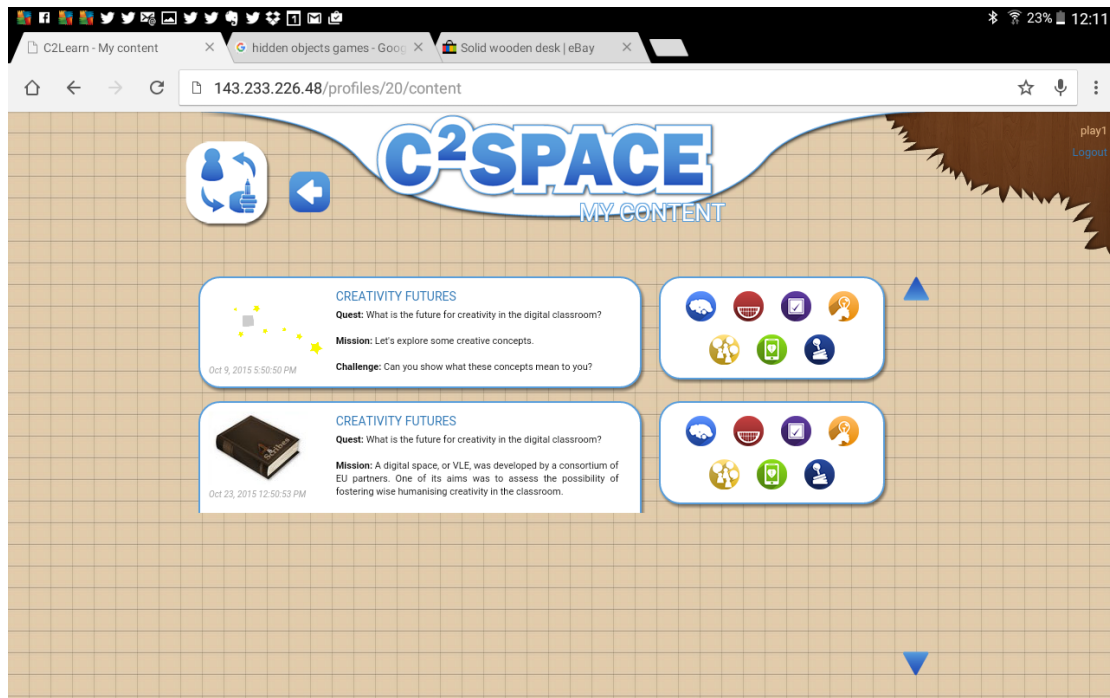 23% 12:11
C2Learn - My content
hidden objects games - Goog
Solid wooden desk | eBay
143.233.226.48/profiles/20/content
play1
Logout
C²SPACE
MY CONTENT
CREATIVITY FUTURES
Quest: What is the future for creativity in the digital classroom?
Mission: Let's explore some creative concepts.
Challenge: Can you show what these concepts mean to you?
Oct 9, 2015 5:50:50 PM
CREATIVITY FUTURES
Quest: What is the future for creativity in the digital classroom?
Mission: A digital space, or VLE, was developed by a consortium of
EU partners. One of its aims was to assess the possibility of
fostering wise humanising creativity in the classroom.
4
Scribes
Oct 23, 2015 12:50:53 PM